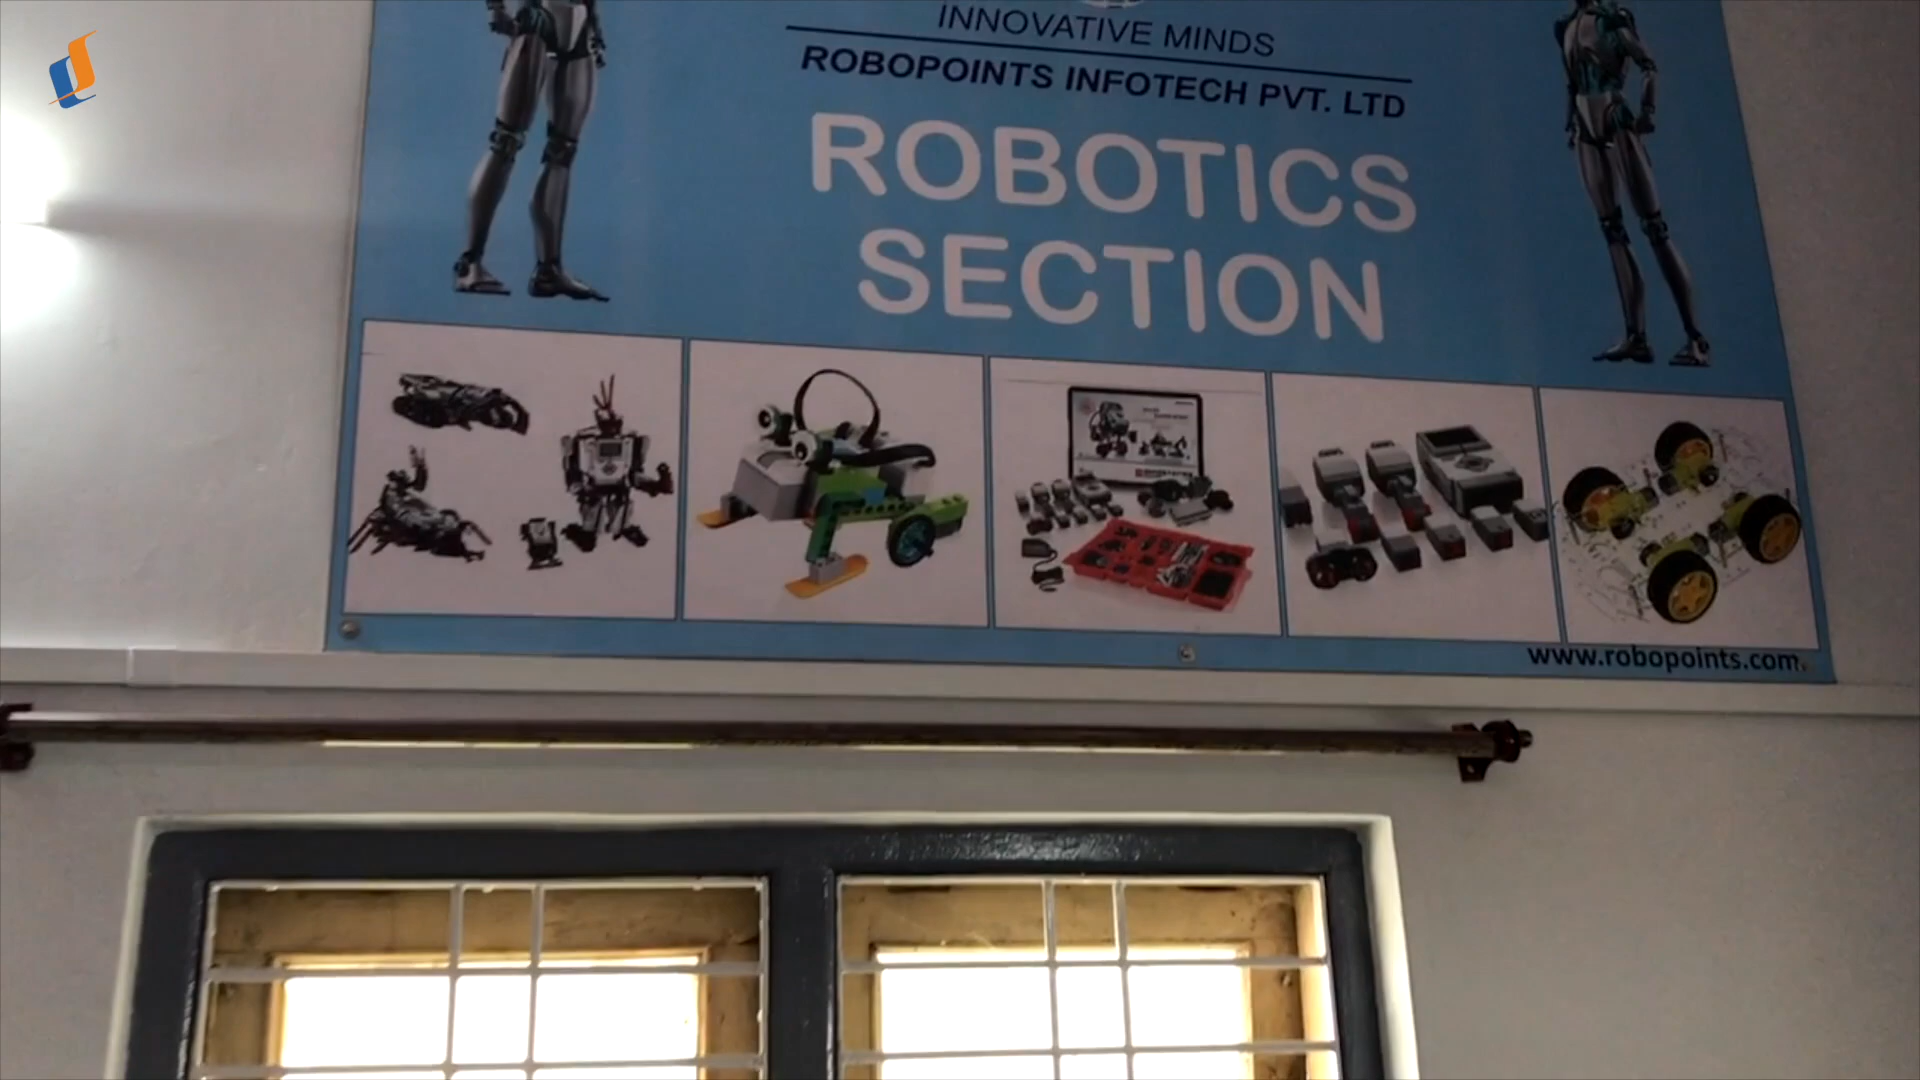 INNOVATIVE MINDS
ROBOPOINTS INFOTECH PVT. LTD
ROBOTICS
SECTION
www.robopoints.com